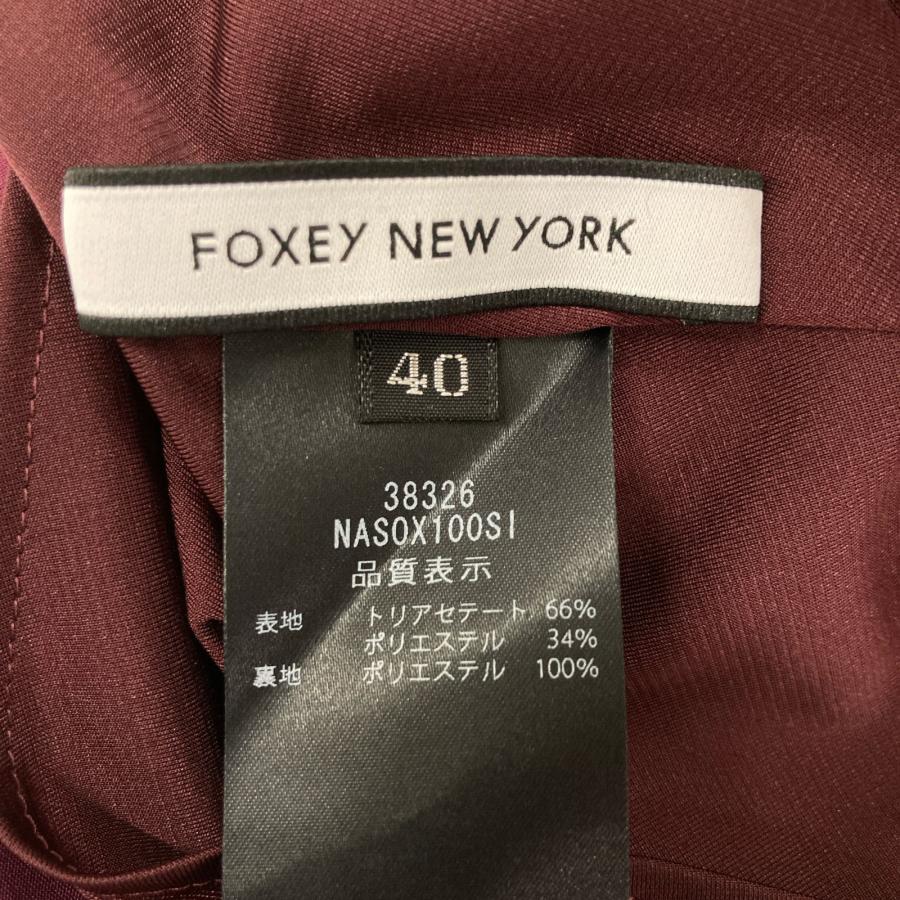 FOXEY NEW YORK
40
38326
NASOX100SI
品質表示
表地 トリアセテート 66%
ポリエステル 34%
裏地 ポリエステル 100%